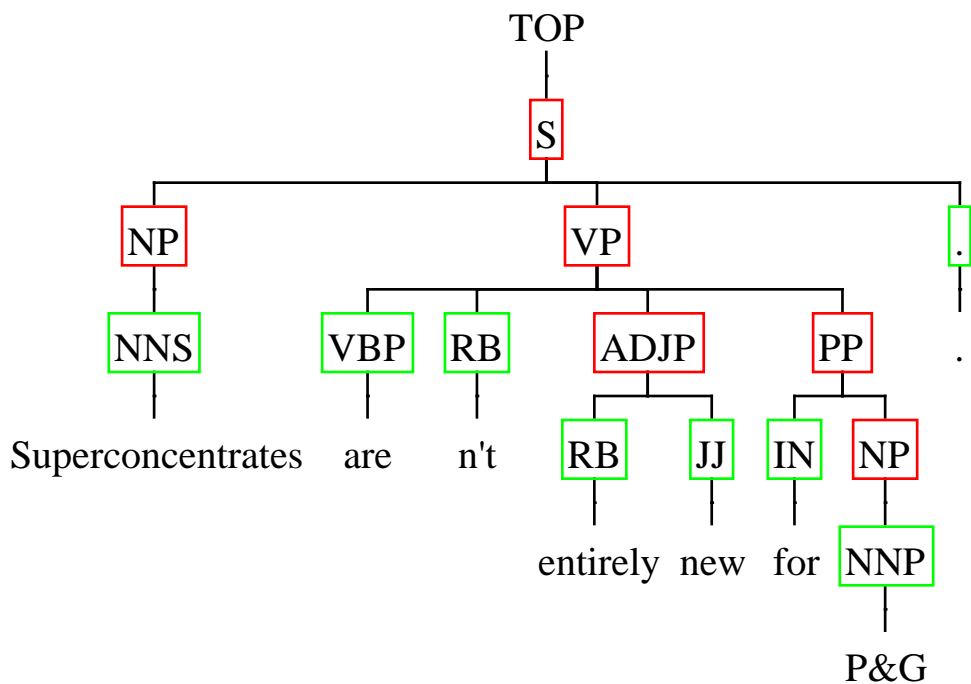 TOP
S
NP VP .
NNS VBP RB ADJP PP .
Superconcentrates are n't RB JJ IN NP
entirely new for NNP
P&G